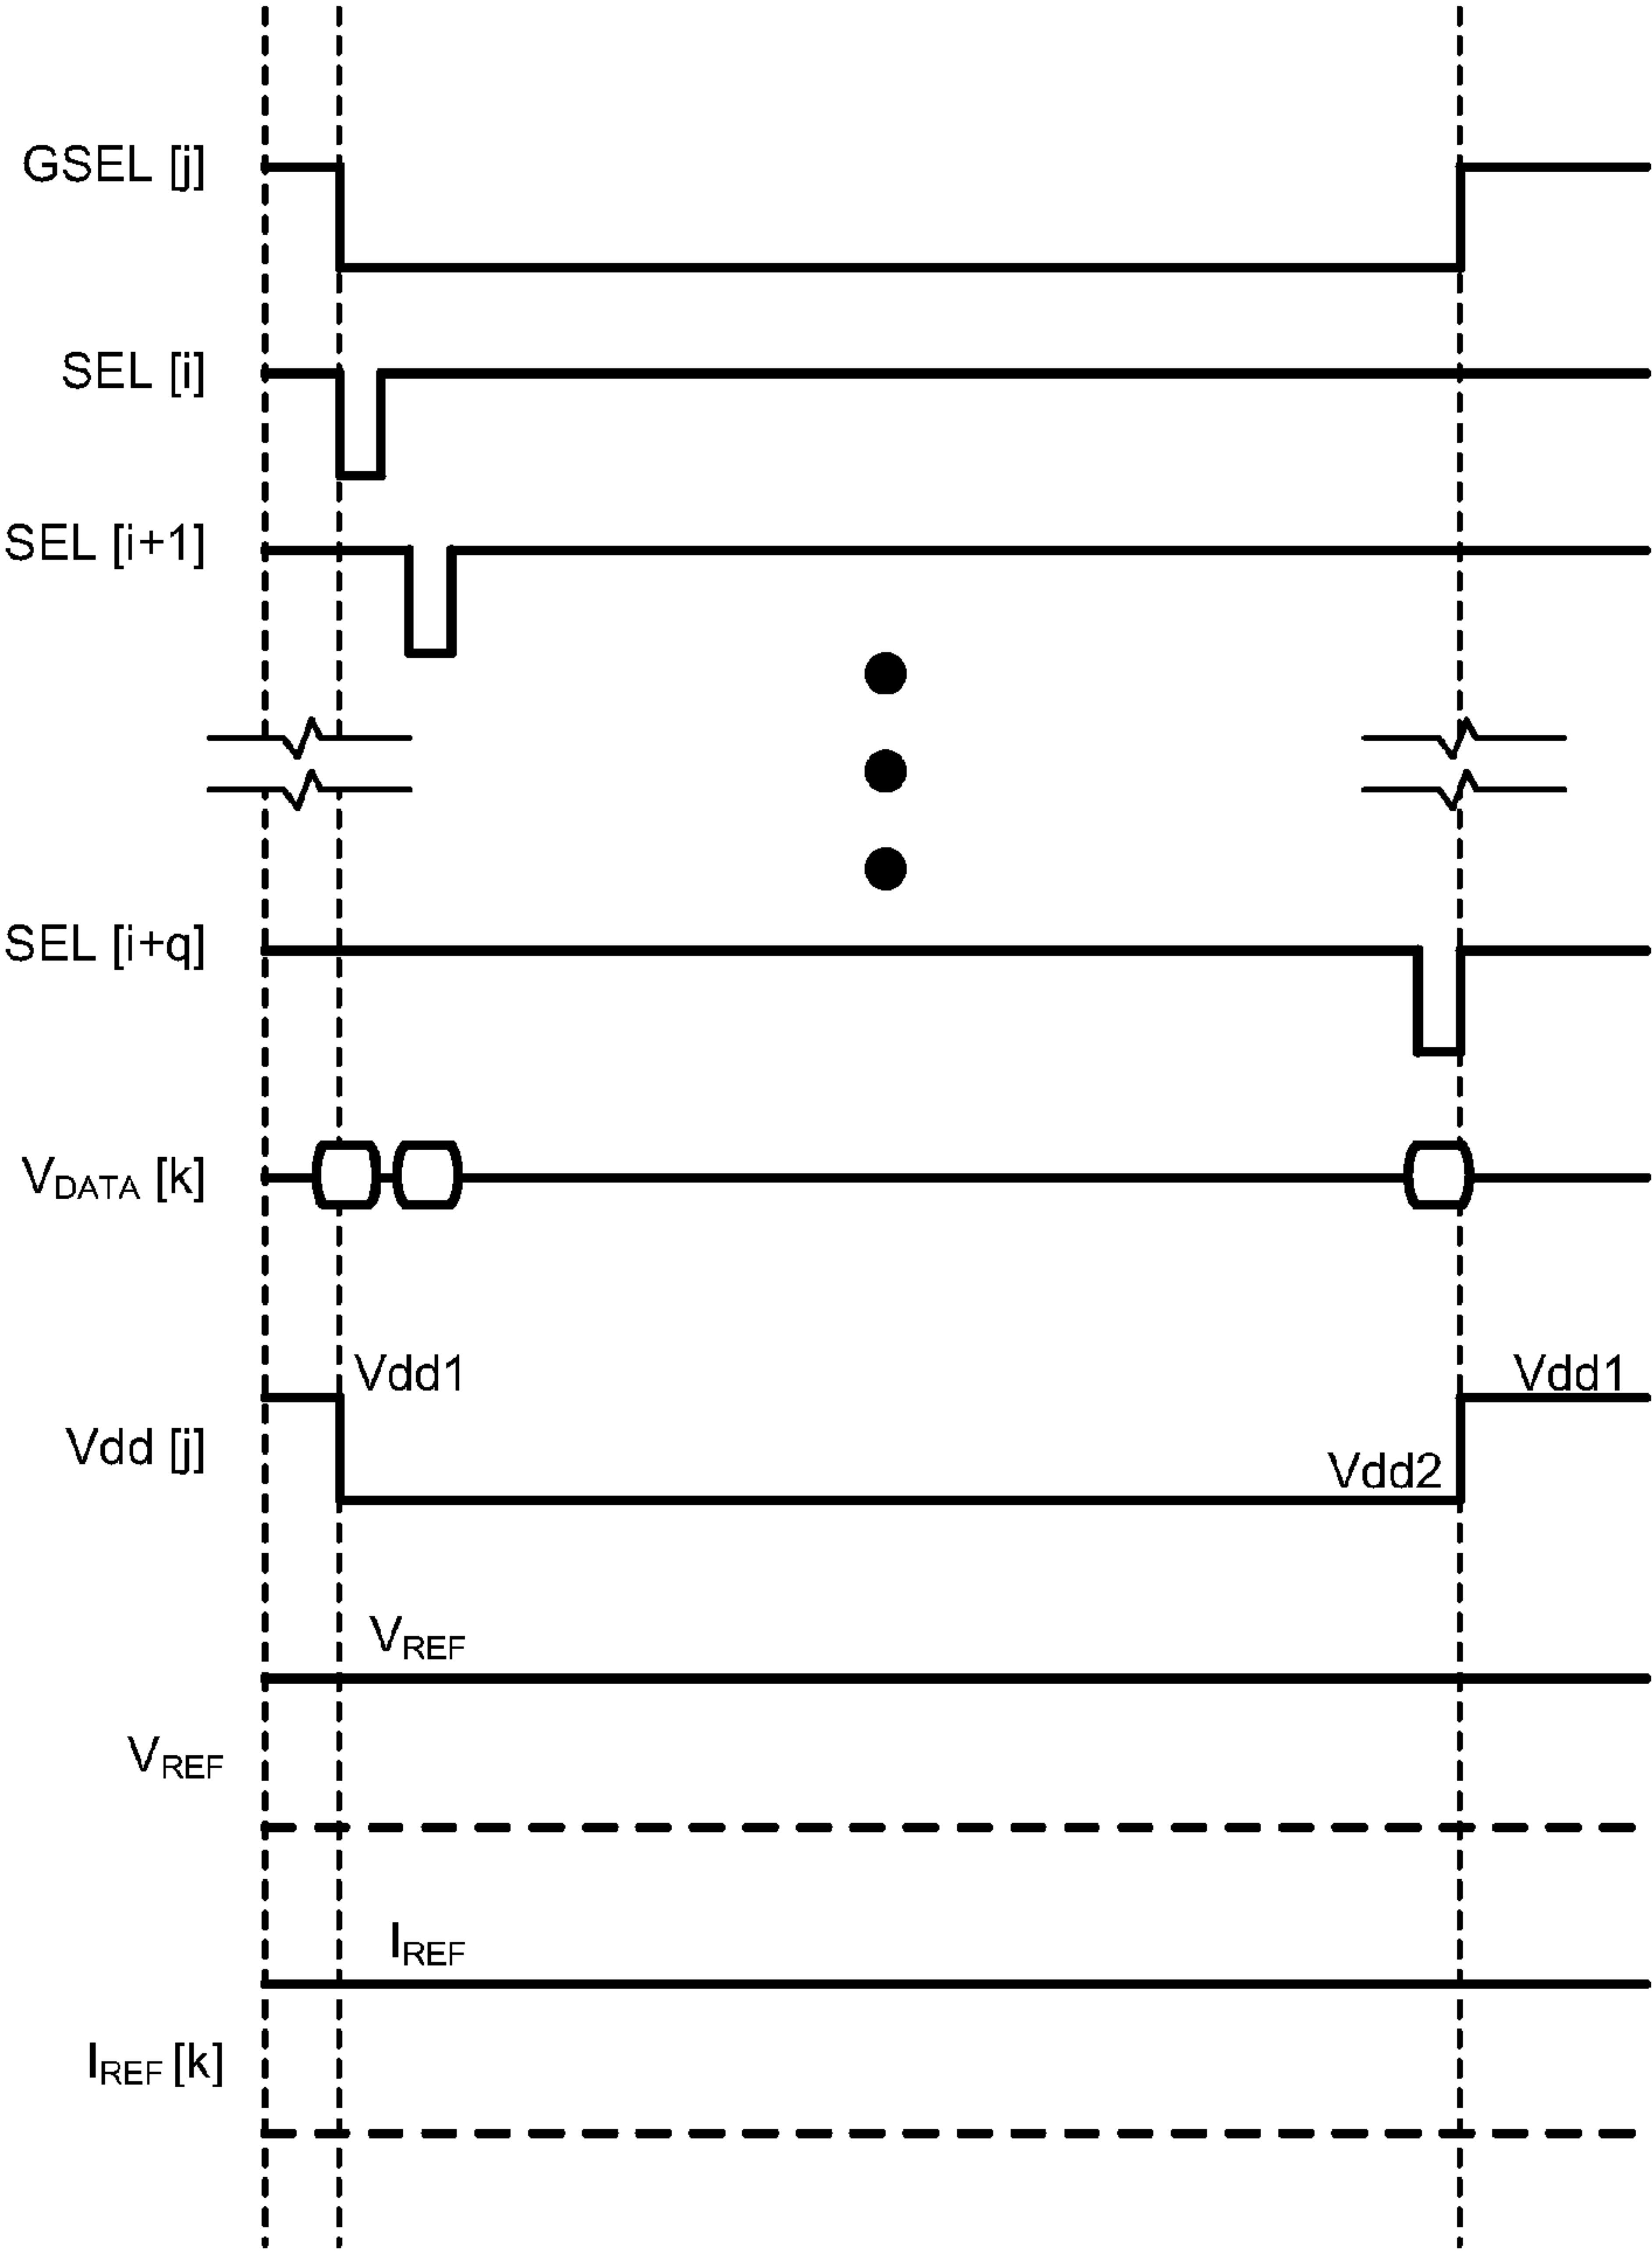 GSEL [j]
SEL [i]
SEL [i+1]
SEL [i+q]
VDATA [k]
Vdd1
Vdd1
Vdd [j]
Vdd2
VREF
VREF
IREF
IREF [k]